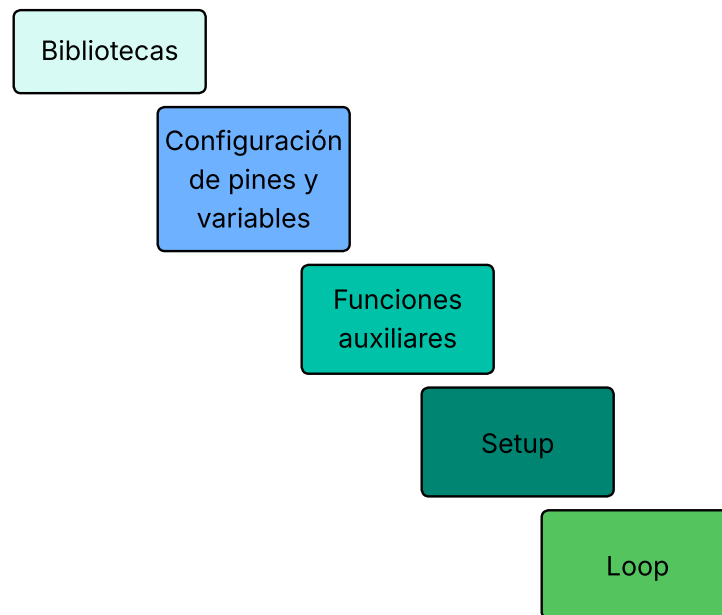 Bibliotecas
Configuración
de pines y
variables
Funciones
auxiliares
Setup
Loop